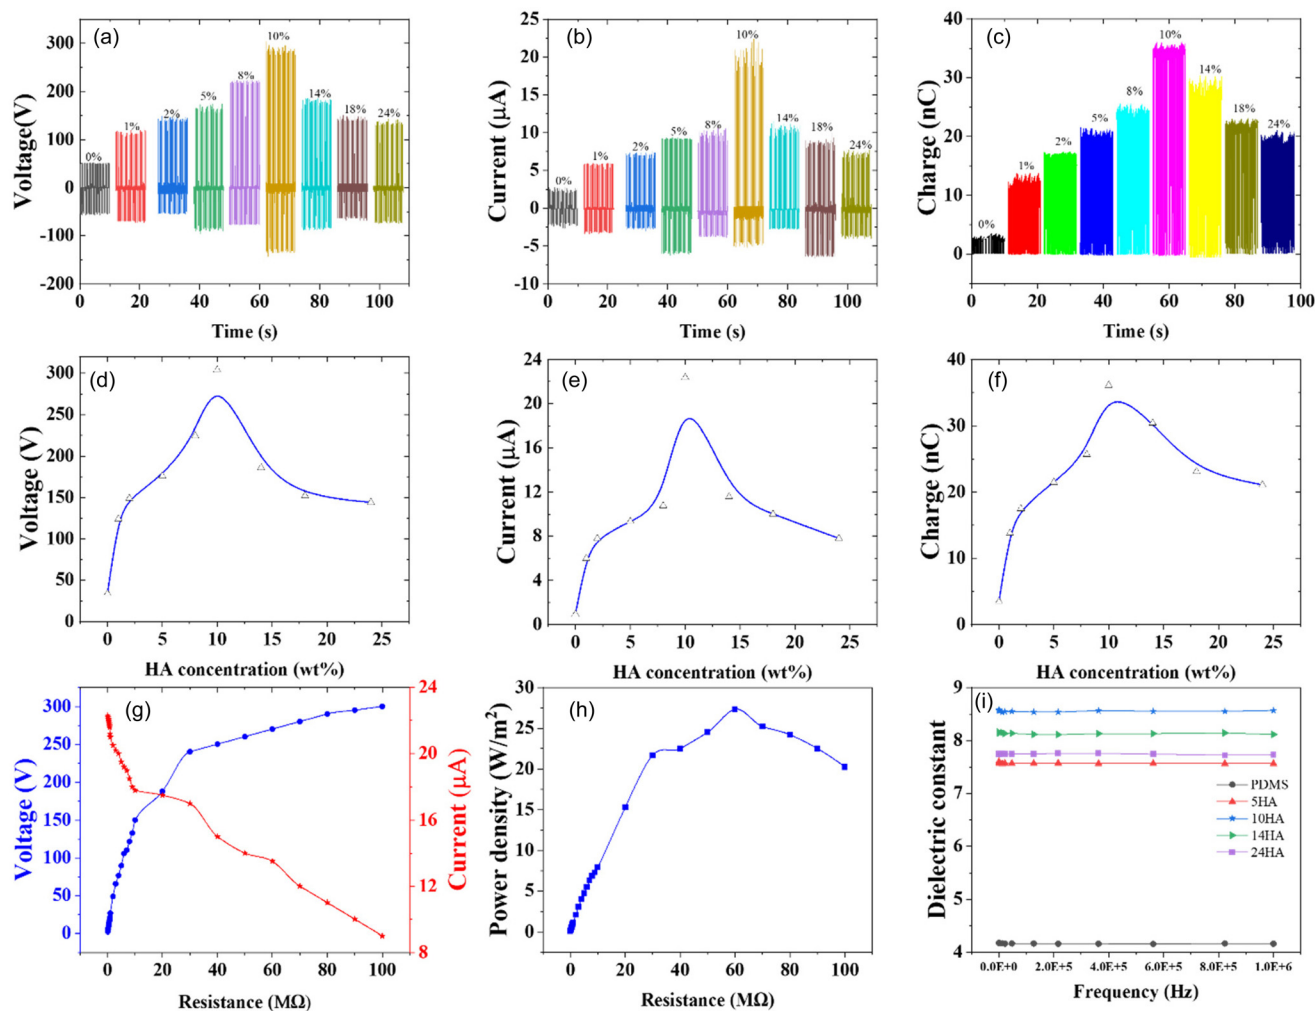 (a)
Voltage(V)
300
200
100
0
-100
-200
0%
1%
2%
5%
8%
10%
14%
18%
24%
0 20 40 60 80 100
Time (s)
(b)
Current (μA)
25
20
15
10
5
0
-5
-10
0%
1%
2%
5%
8%
10%
14%
18%
24%
0 20 40 60 80 100
Time (s)
(c)
Charge (nC)
40
30
20
10
0
0%
1%
2%
5%
8%
10%
14%
18%
24%
0 20 40 60 80 100
Time (s)
(d)
Voltage (V)
300
250
200
150
100
50
0
0 5 10 15 20 25
HA concentration (wt%)
(e)
Current (μA)
24
20
16
12
8
4
0
0 5 10 15 20 25
HA concentration (wt%)
(f)
Charge (nC)
40
30
20
10
0
0 5 10 15 20 25
HA concentration (wt%)
(g)
Voltage (V)
300
250
200
150
100
50
0
24
20
16
12
8
Current (μA)
0 20 40 60 80 100
Resistance (MΩ)
(h)
Power density (W/m²)
30
25
20
15
10
5
0
0 20 40 60 80 100
Resistance (MΩ)
(i)
Dielectric constant
9
8
7
6
5
4
PDMS
5HA
10HA
14HA
24HA
0.0E+0 2.0E+5 4.0E+5 6.0E+5 8.0E+5 1.0E+6
Frequency (Hz)